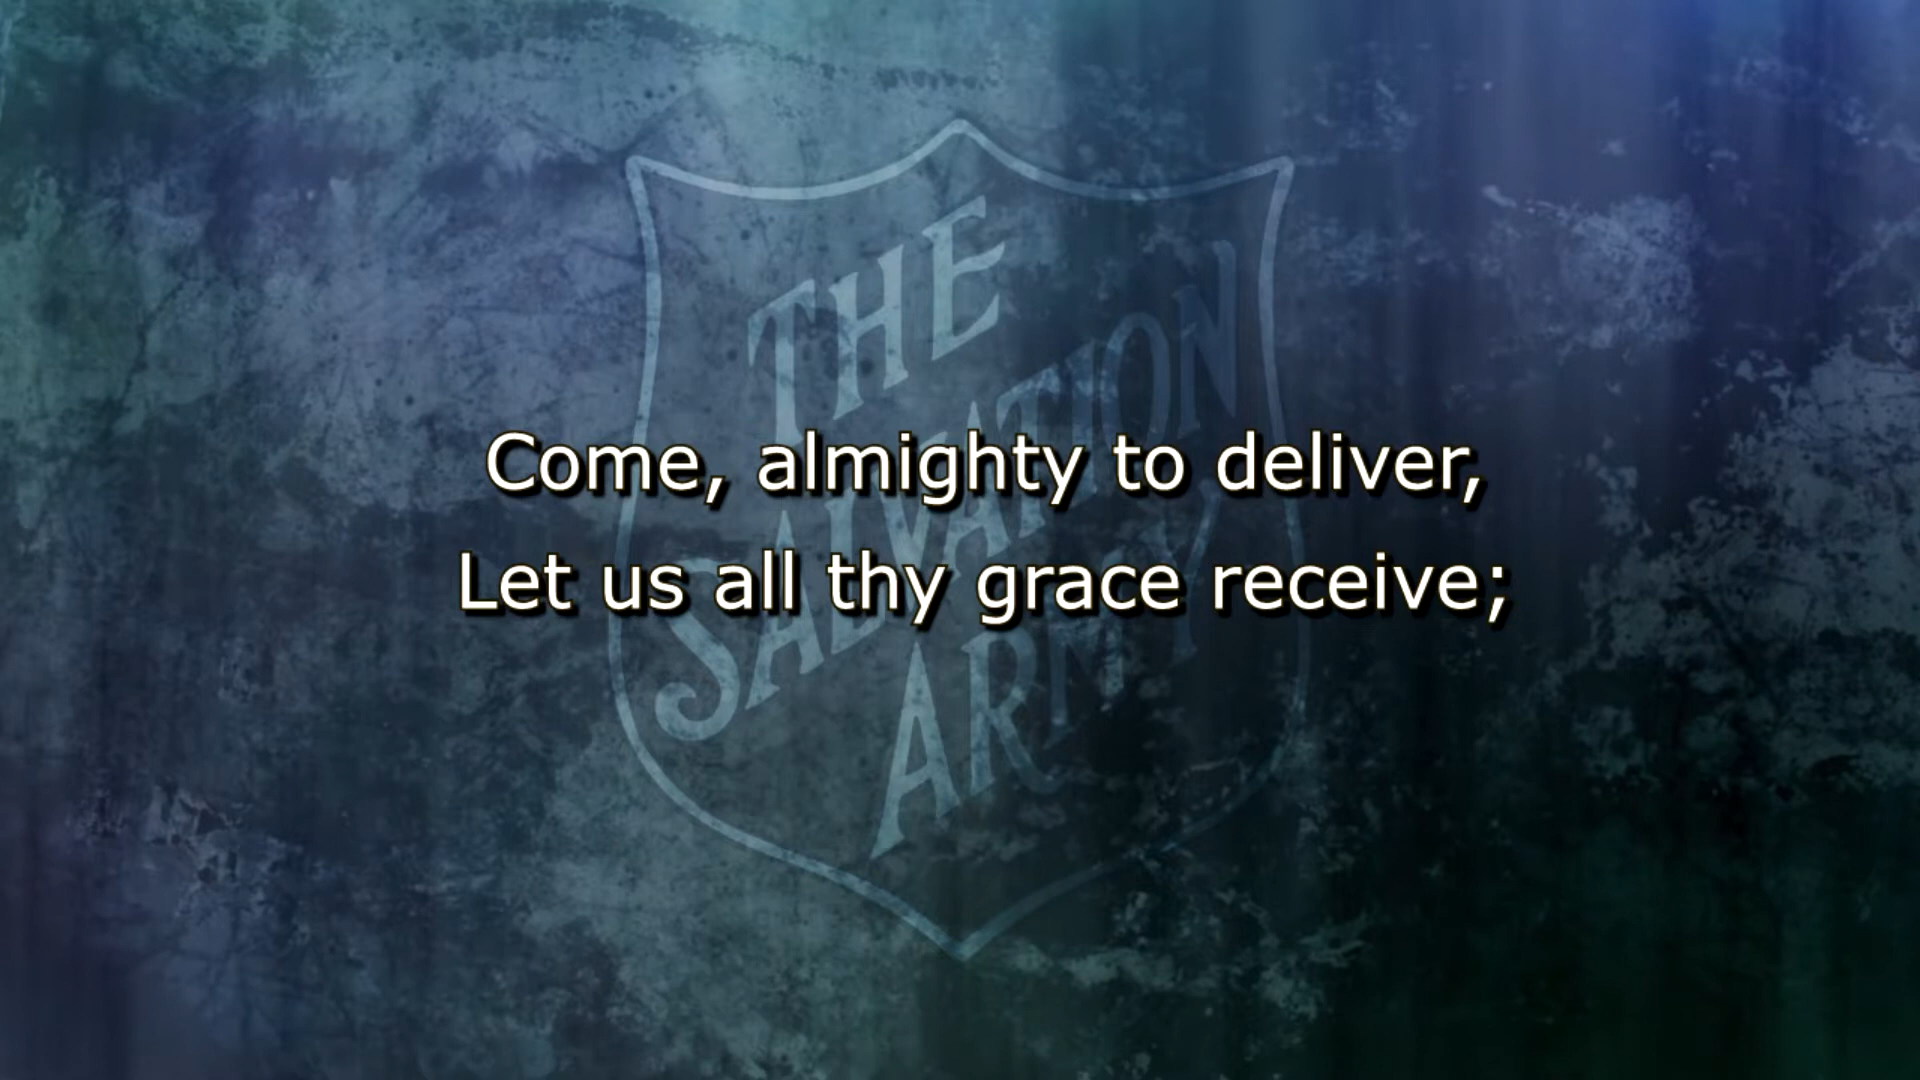 THE
SALVATION
ARMY
Come, almighty to deliver,
Let us all thy grace receive;